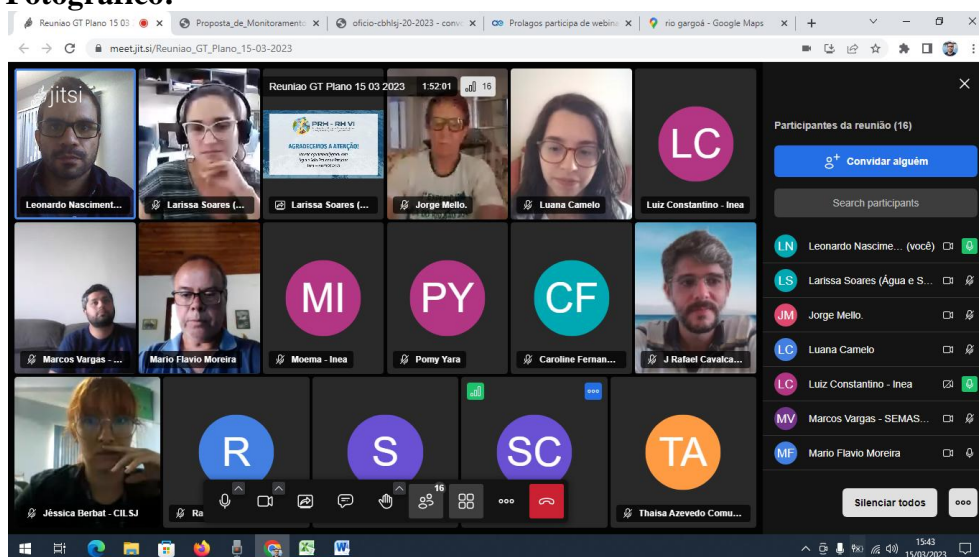 Fotográfico:
Reuniao GT Plano 15 03
Proposta_de_Monitoramento
oficio-cbhlsj-20-2023 - convo
Prolagos participa de webina
rio gargoá - Google Maps
meet.jit.si/Reuniao_GT_Plano_15-03-2023
jitsi
Reuniao GT Plano 15 03 2023 1:52:01 16
PRH - RH VI
AGRADECEMOS A ATENÇÃO!
LC
Leonardo Nasciment...
Larissa Soares (...
Larissa Soares (...
Jorge Mello.
Luana Camelo
Luiz Constantino - Inea
MI
PY
CF
Marcos Vargas - ...
Mario Flavio Moreira
Moema - Inea
Pomy Yara
Caroline Fernan...
J Rafael Cavalca...
R
S
SC
TA
Jéssica Berbat - CILSJ
Ra
16
Thaisa Azevedo Comu...
Participantes da reunião (16)
Convidar alguém
Search participants
LN Leonardo Nascime... (você)
LS Larissa Soares (Água e S...
JM Jorge Mello.
LC Luana Camelo
LC Luiz Constantino - Inea
MV Marcos Vargas - SEMAS...
MF Mario Flavio Moreira
Silenciar todos
15:43
15/03/2023